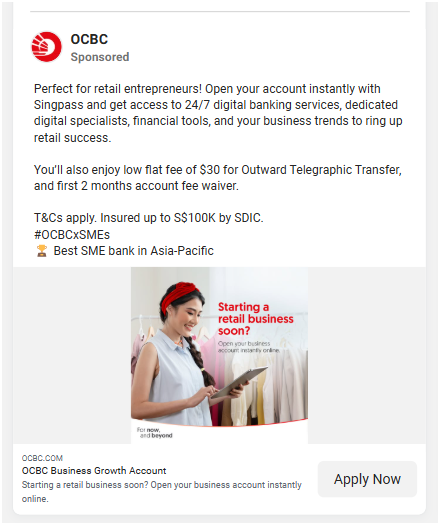 OCBC
Sponsored
Perfect for retail entrepreneurs! Open your account instantly with
Singpass and get access to 24/7 digital banking services, dedicated
digital specialists, financial tools, and your business trends to ring up
retail success.
You'll also enjoy low flat fee of $30 for Outward Telegraphic Transfer,
and first 2 months account fee waiver.
T&Cs apply. Insured up to S$100K by SDIC.
#OCBCxSMEs
🏆 Best SME bank in Asia-Pacific
Starting a
retail business
soon?
Open your business
account instantly online.
For now,
and beyond
OCBC.COM
OCBC Business Growth Account
Starting a retail business soon? Open your business account instantly
online.
Apply Now